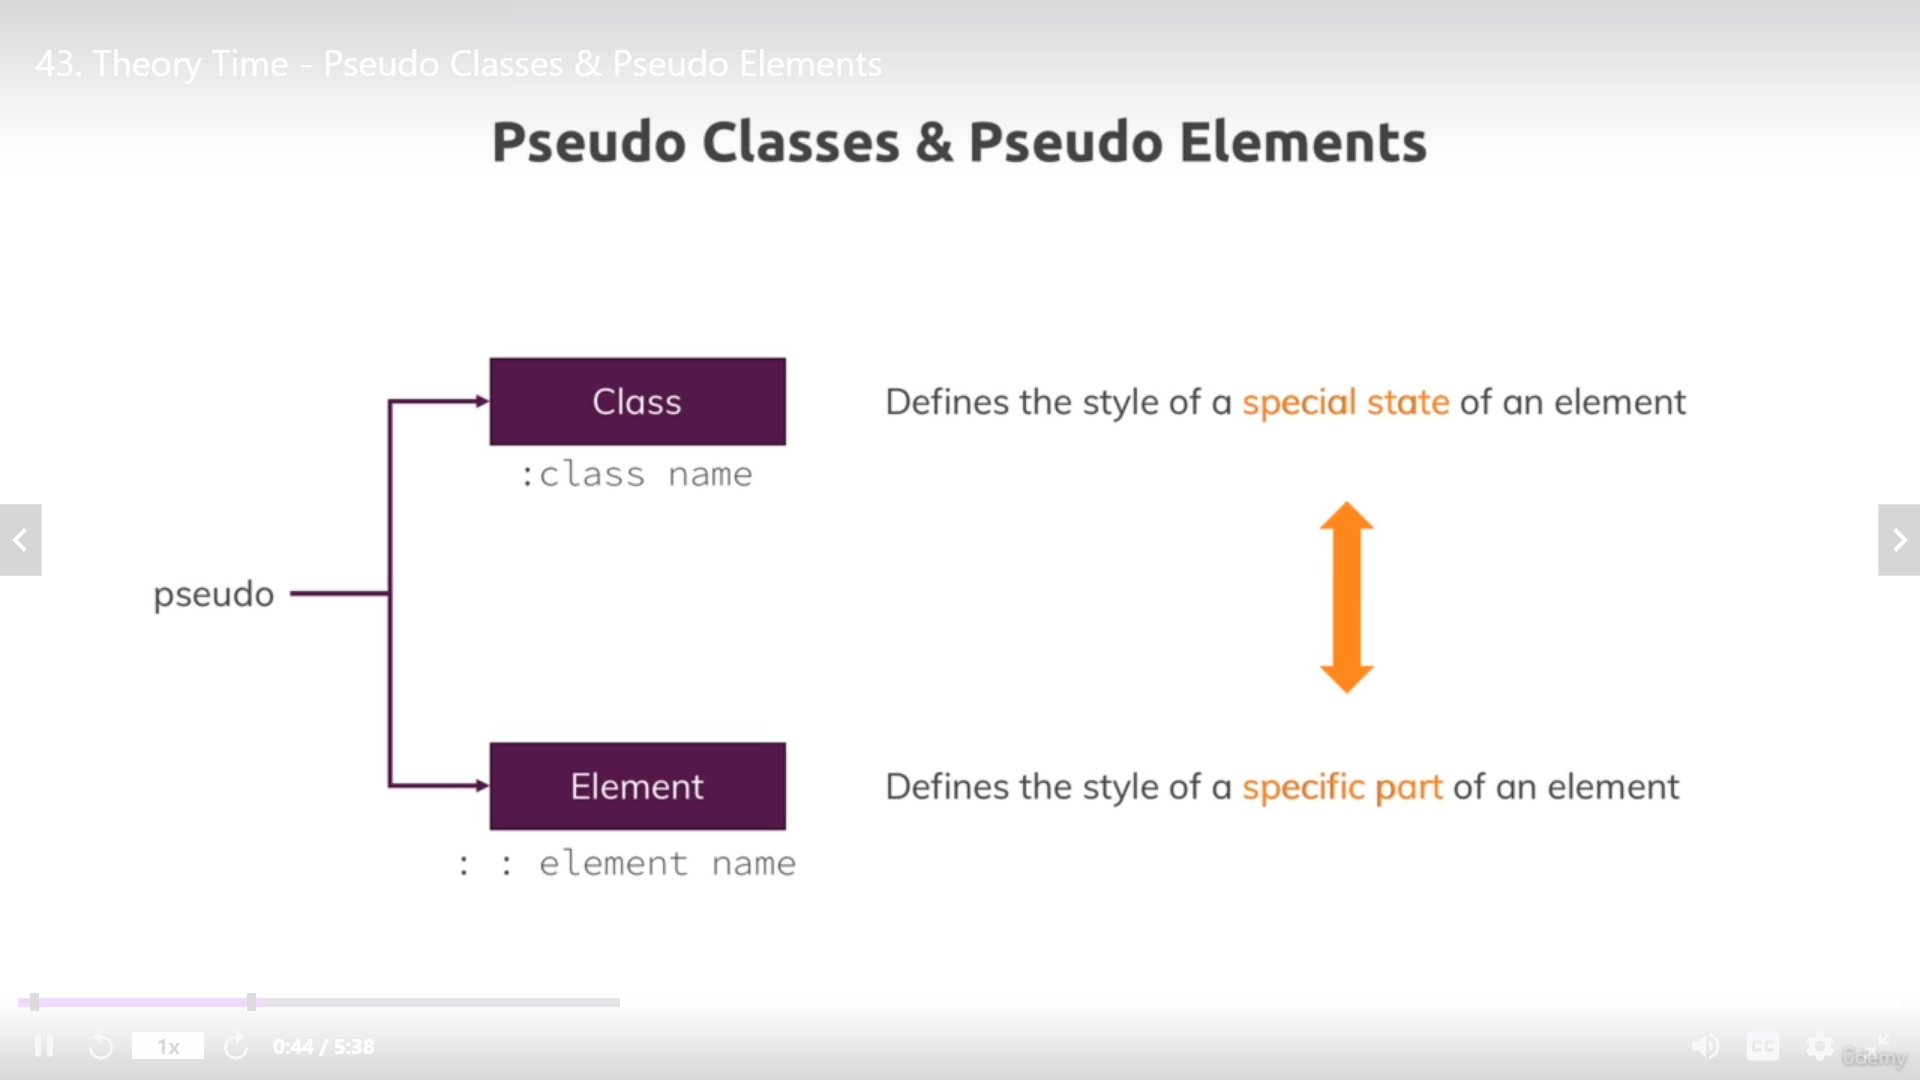 43. Theory Time - Pseudo Classes & Pseudo Elements
Pseudo Classes & Pseudo Elements
Class
Defines the style of a special state of an element
:class name
pseudo
Element
Defines the style of a specific part of an element
: : element name
1x
0:44 / 5:38
CC
ûdemy